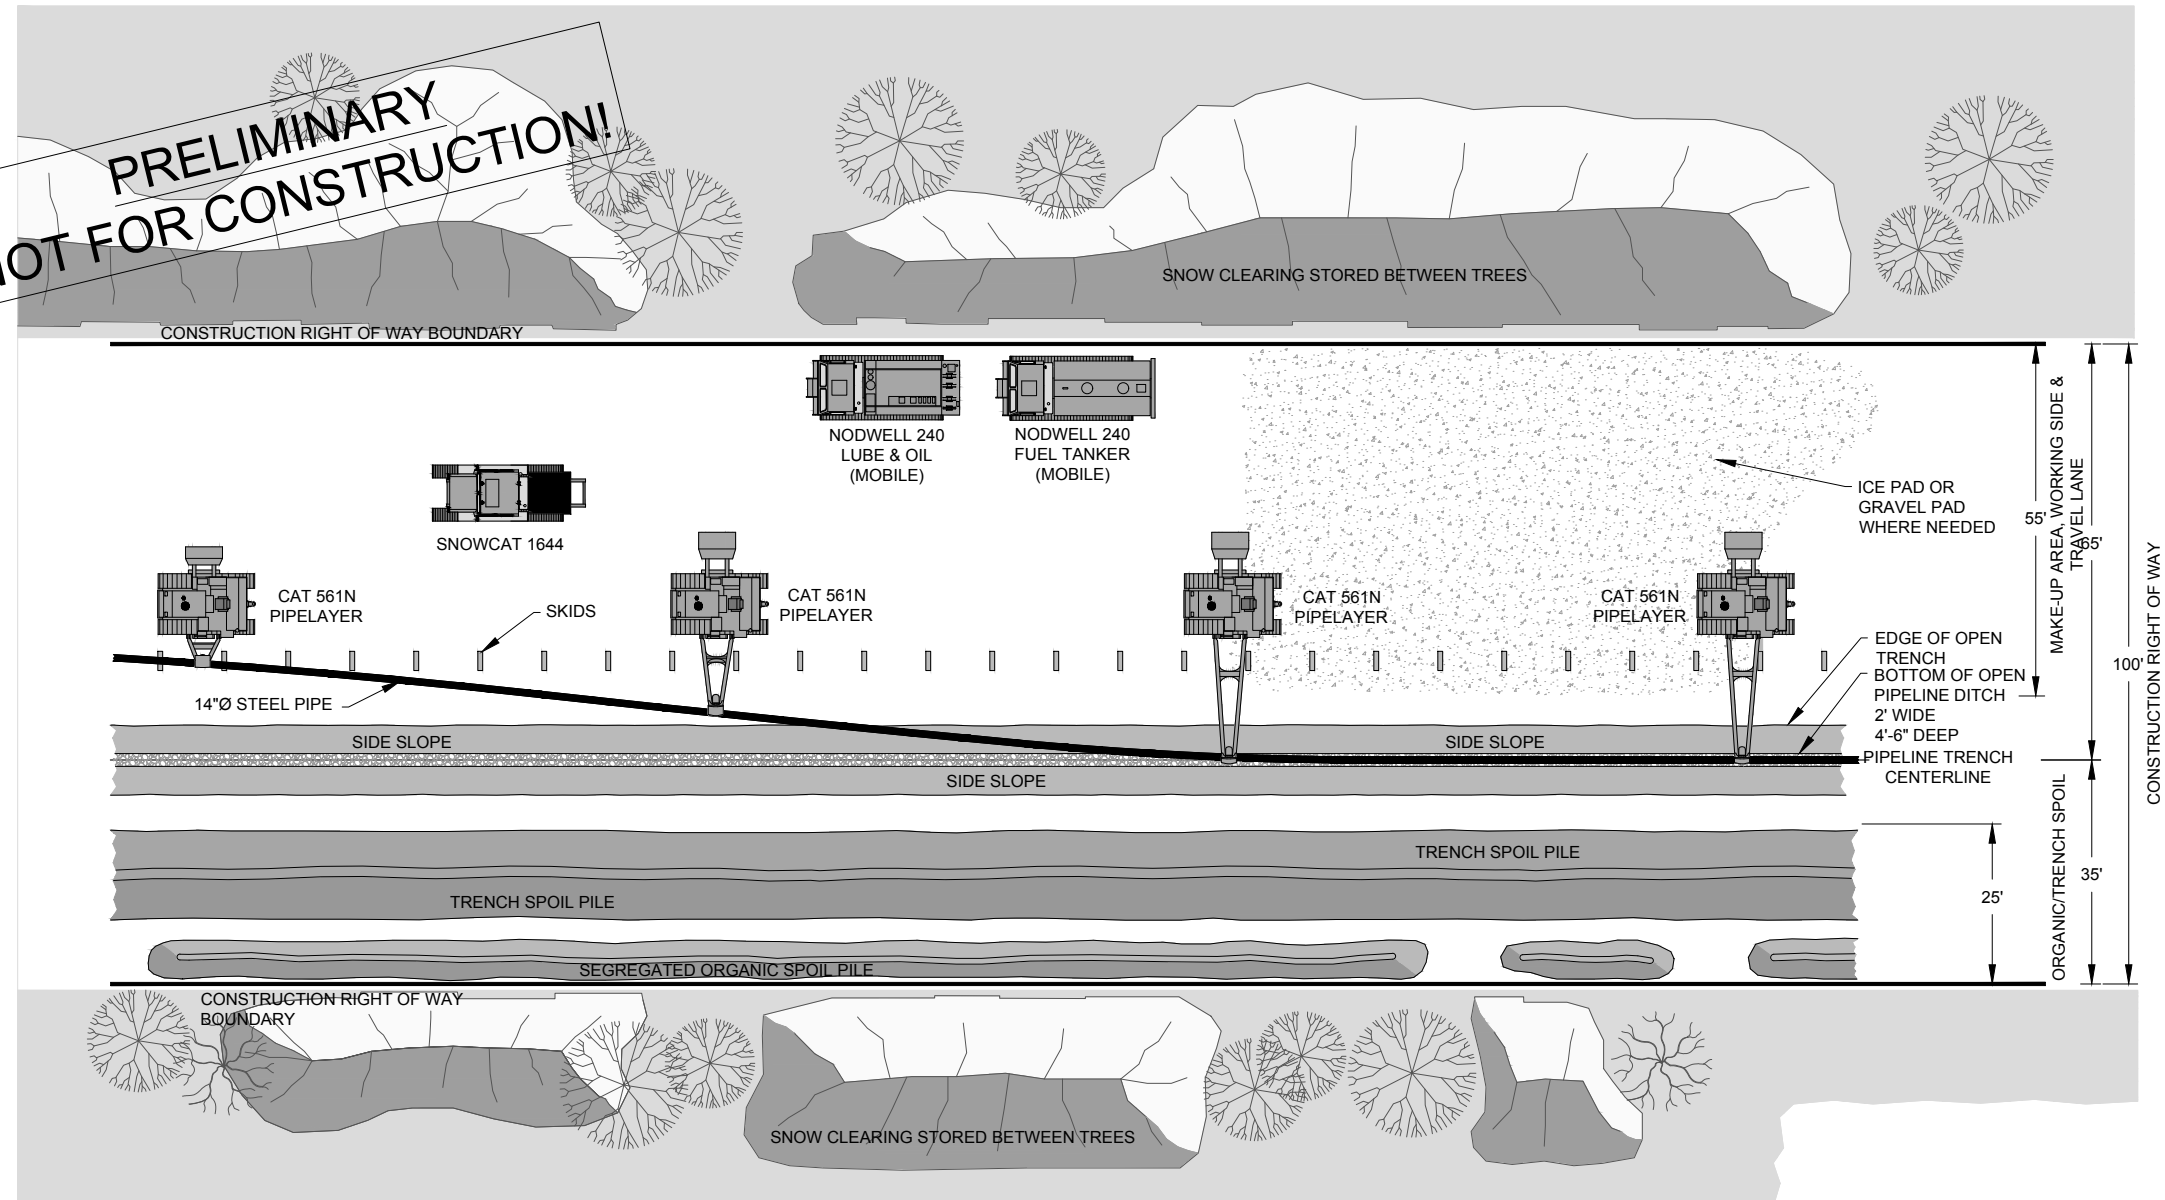 PRELIMINARY
NOT FOR CONSTRUCTION!
SNOW CLEARING STORED BETWEEN TREES
CONSTRUCTION RIGHT OF WAY BOUNDARY
NODWELL 240
LUBE & OIL
(MOBILE)
NODWELL 240
FUEL TANKER
(MOBILE)
SNOWCAT 1644
ICE PAD OR
GRAVEL PAD
WHERE NEEDED
CAT 561N
PIPELAYER
SKIDS
CAT 561N
PIPELAYER
CAT 561N
PIPELAYER
CAT 561N
PIPELAYER
14"Ø STEEL PIPE
EDGE OF OPEN
TRENCH
BOTTOM OF OPEN
PIPELINE DITCH
2' WIDE
4'-6" DEEP
PIPELINE TRENCH
CENTERLINE
SIDE SLOPE
SIDE SLOPE
SIDE SLOPE
55'
MAKE-UP AREA, WORKING SIDE &
TRAVEL LANE
65'
100'
CONSTRUCTION RIGHT OF WAY
TRENCH SPOIL PILE
TRENCH SPOIL PILE
25'
ORGANIC/TRENCH SPOIL
35'
SEGREGATED ORGANIC SPOIL PILE
CONSTRUCTION RIGHT OF WAY
BOUNDARY
SNOW CLEARING STORED BETWEEN TREES